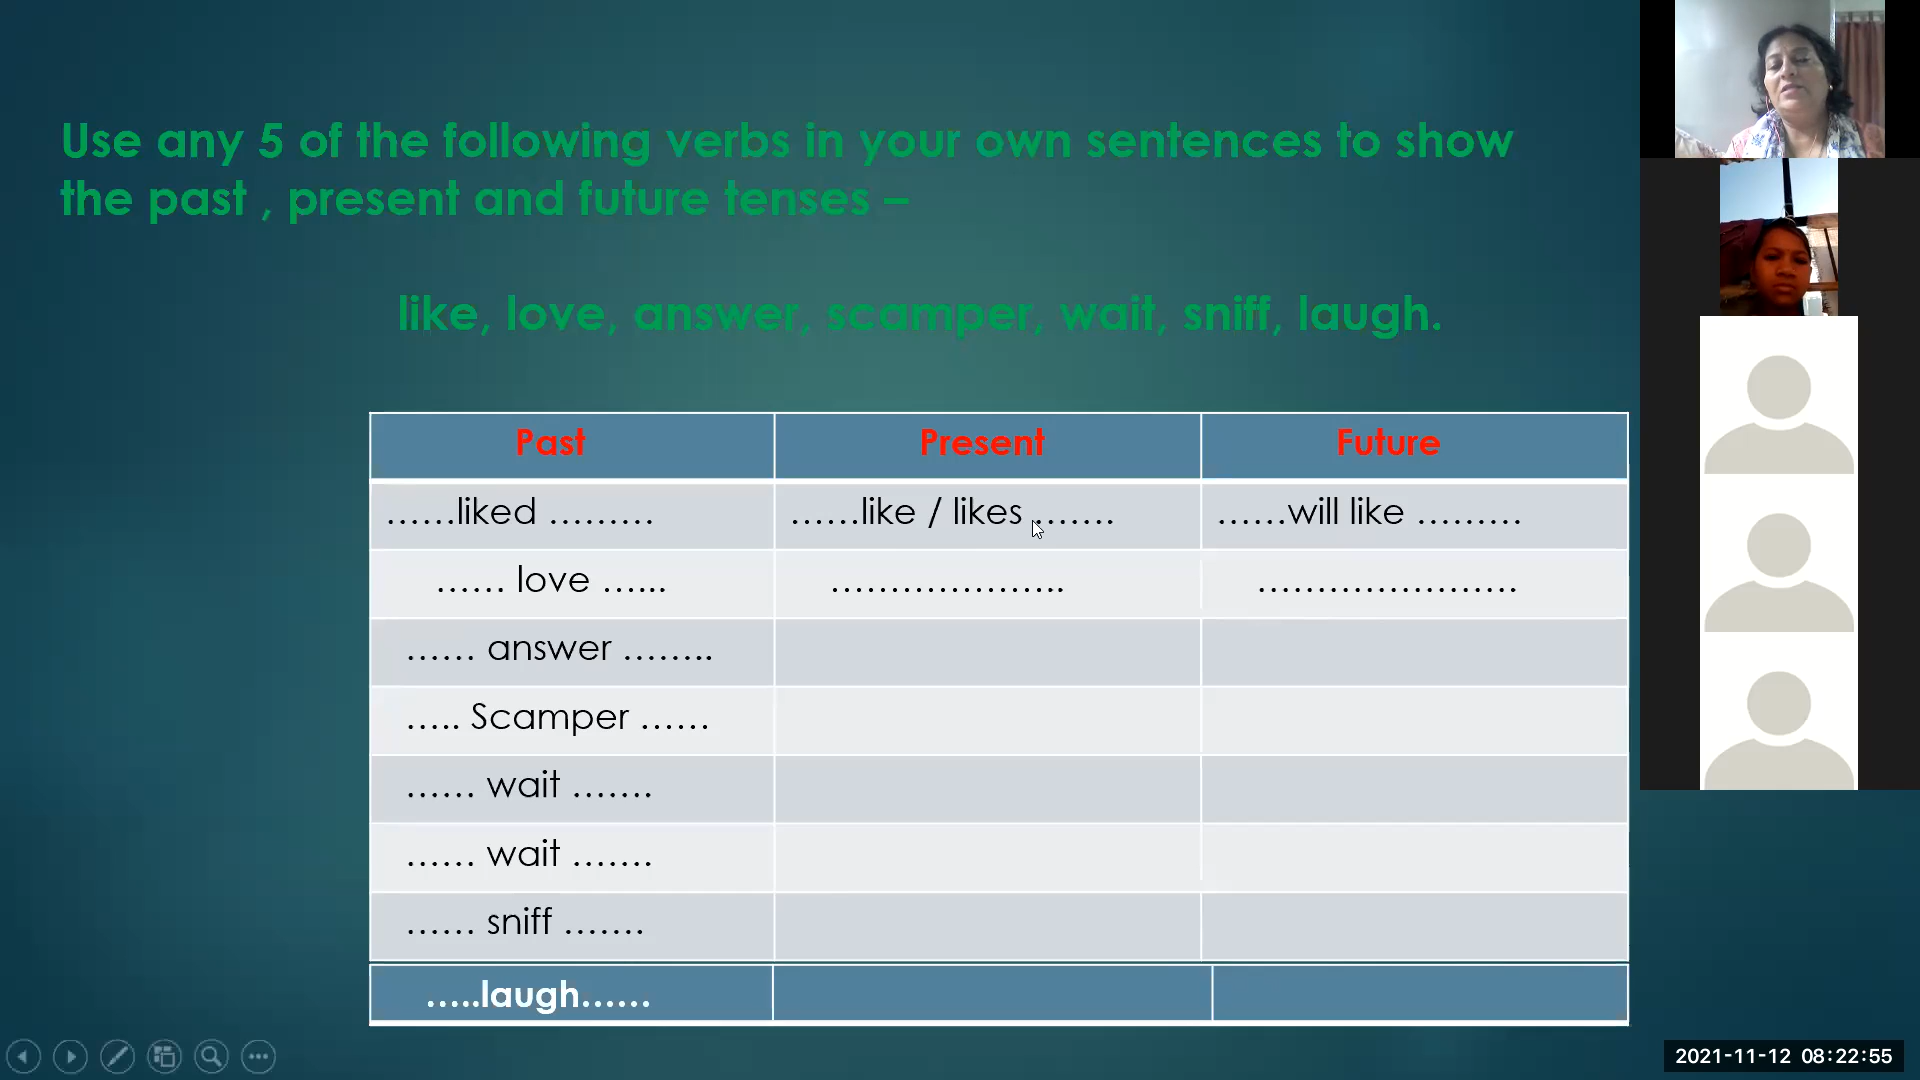 Use any 5 of the following verbs in your own sentences to show
the past , present and future tenses –
like, love, answer, scamper, wait, sniff, laugh.
Past Present Future
……liked ……… ……like / likes ……. ……will like ………
…… love …... ………………….. …………………….
…… answer ……..
….. Scamper ……
…… wait …….
…… wait …….
…… sniff …….
…..laugh……
2021-11-12 08:22:55